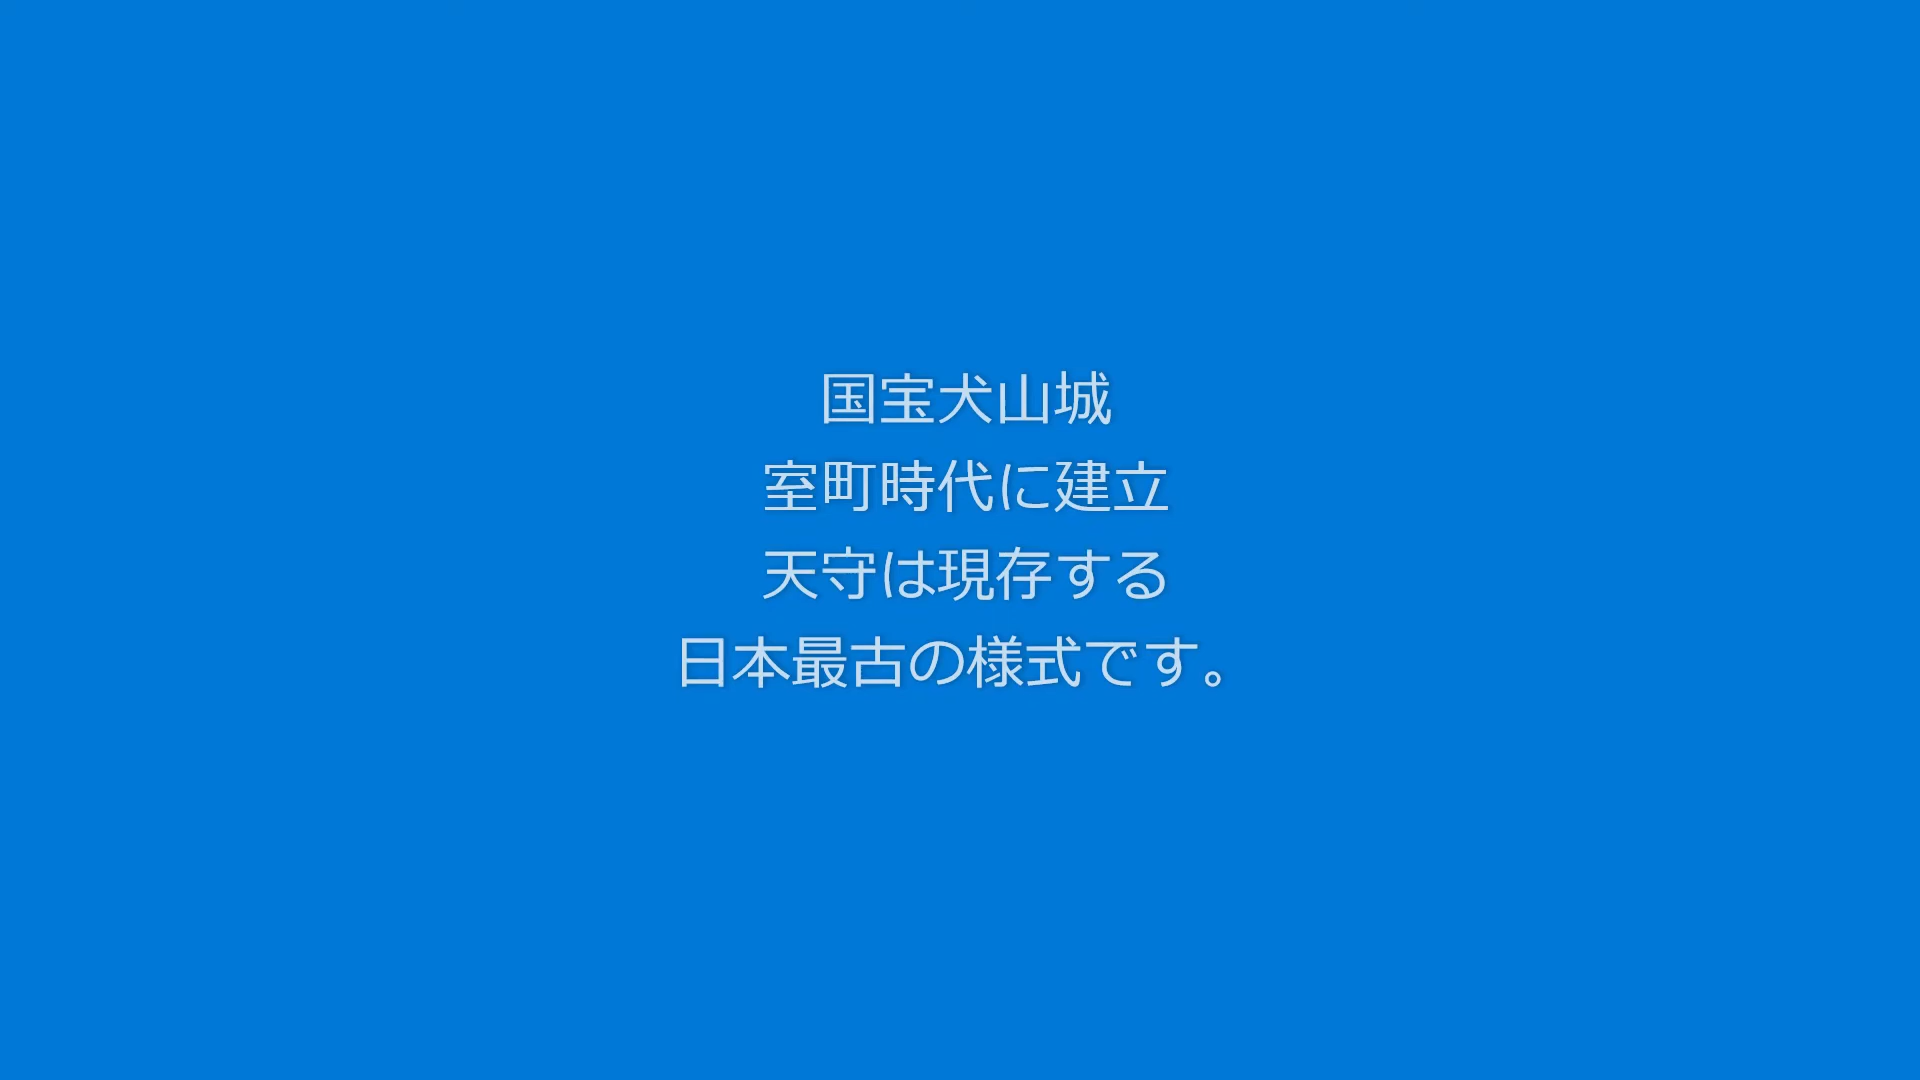 国宝犬山城
室町時代に建立
天守は現存する
日本最古の様式です。